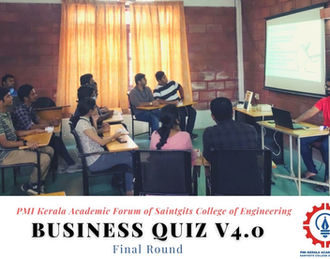 PMI Kerala Academic Forum of Saintgits College of Engineering
BUSINESS QUIZ V4.0
Final Round